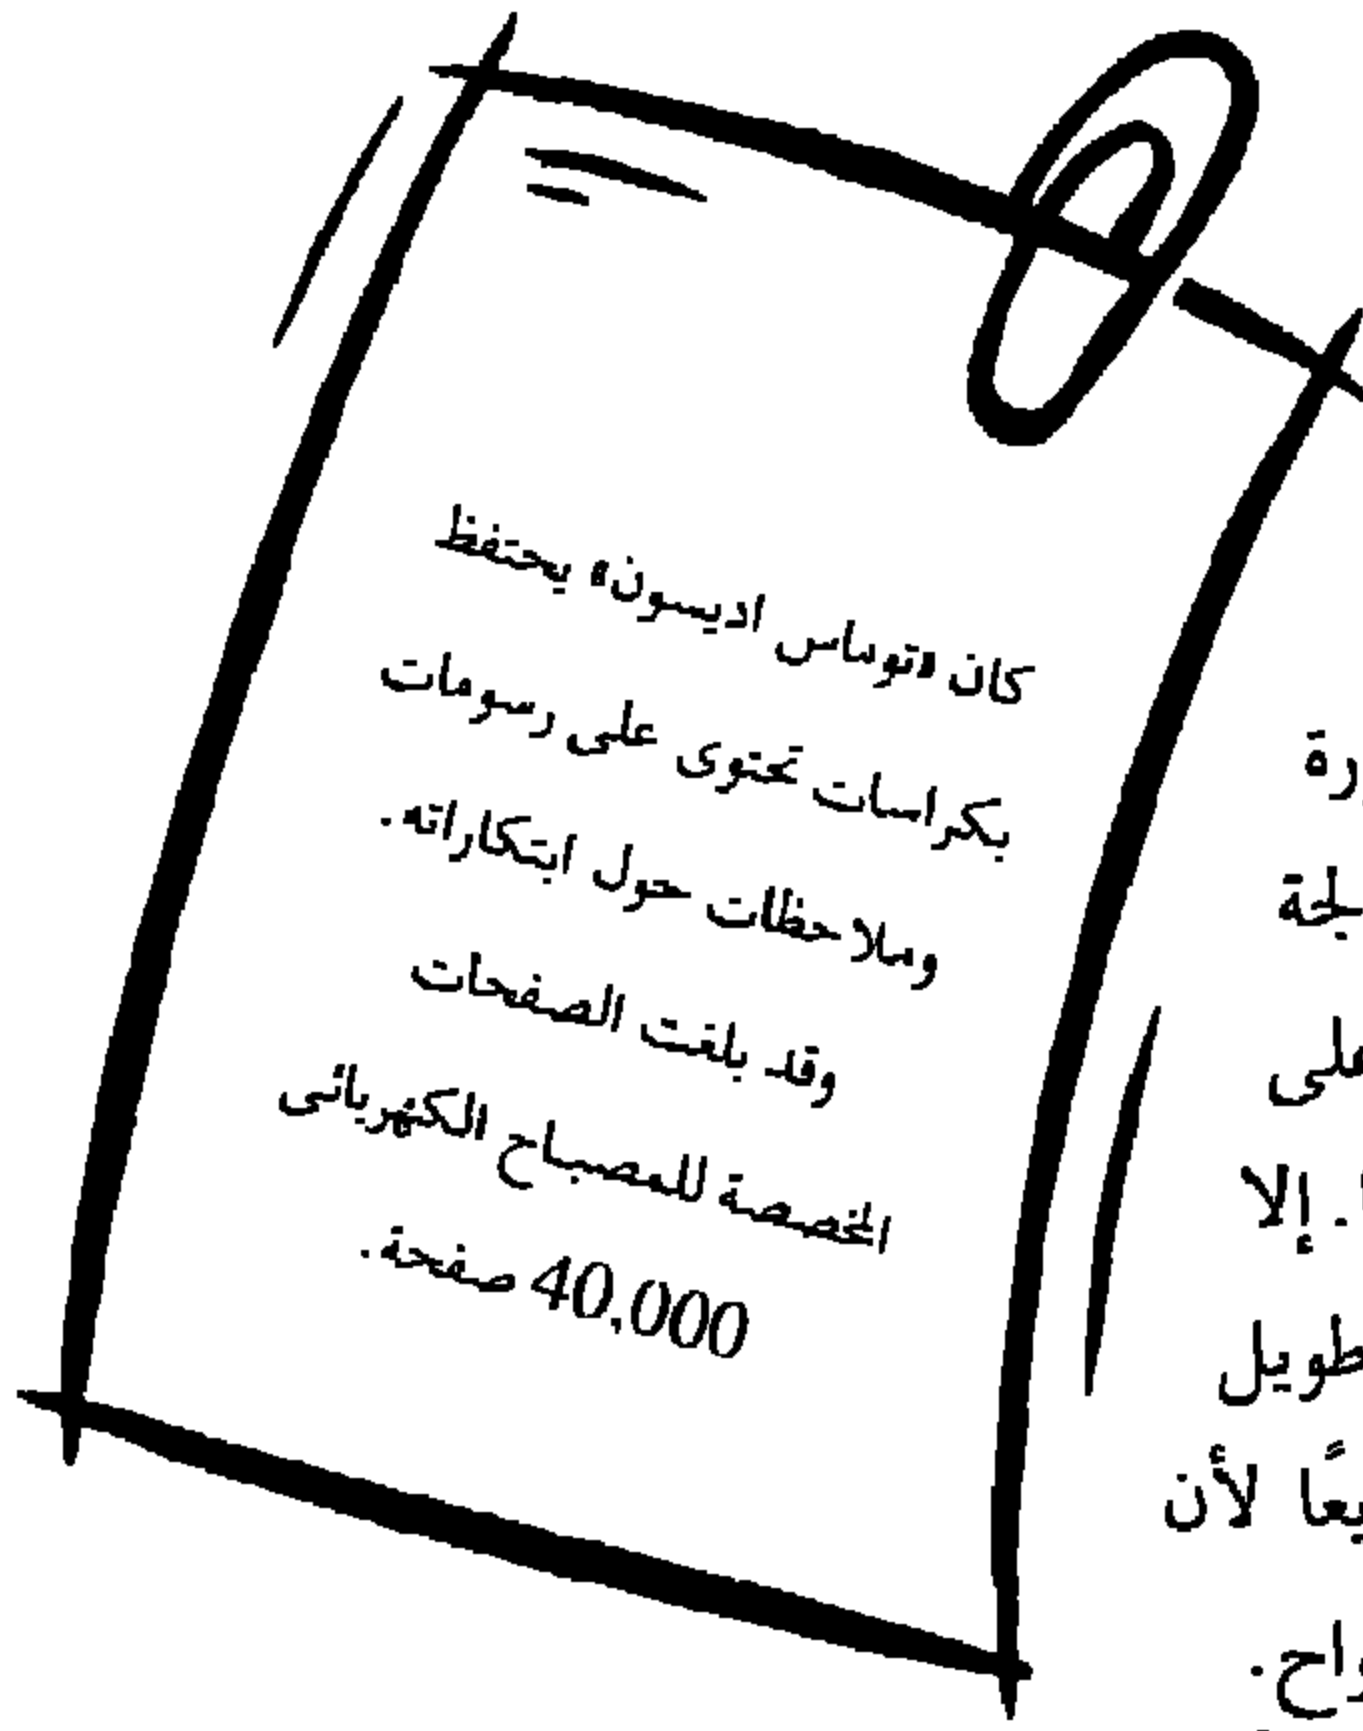 كان «توماس اديسون» يحتفظ
بكراسات تحتوى على رسومات
وملاحظات حول ابتكاراته.
وقد بلغت الصفحات
المخصصة للمصباح الكهربائى
40,000 صفحة.
على
إلا
طويل
لأن